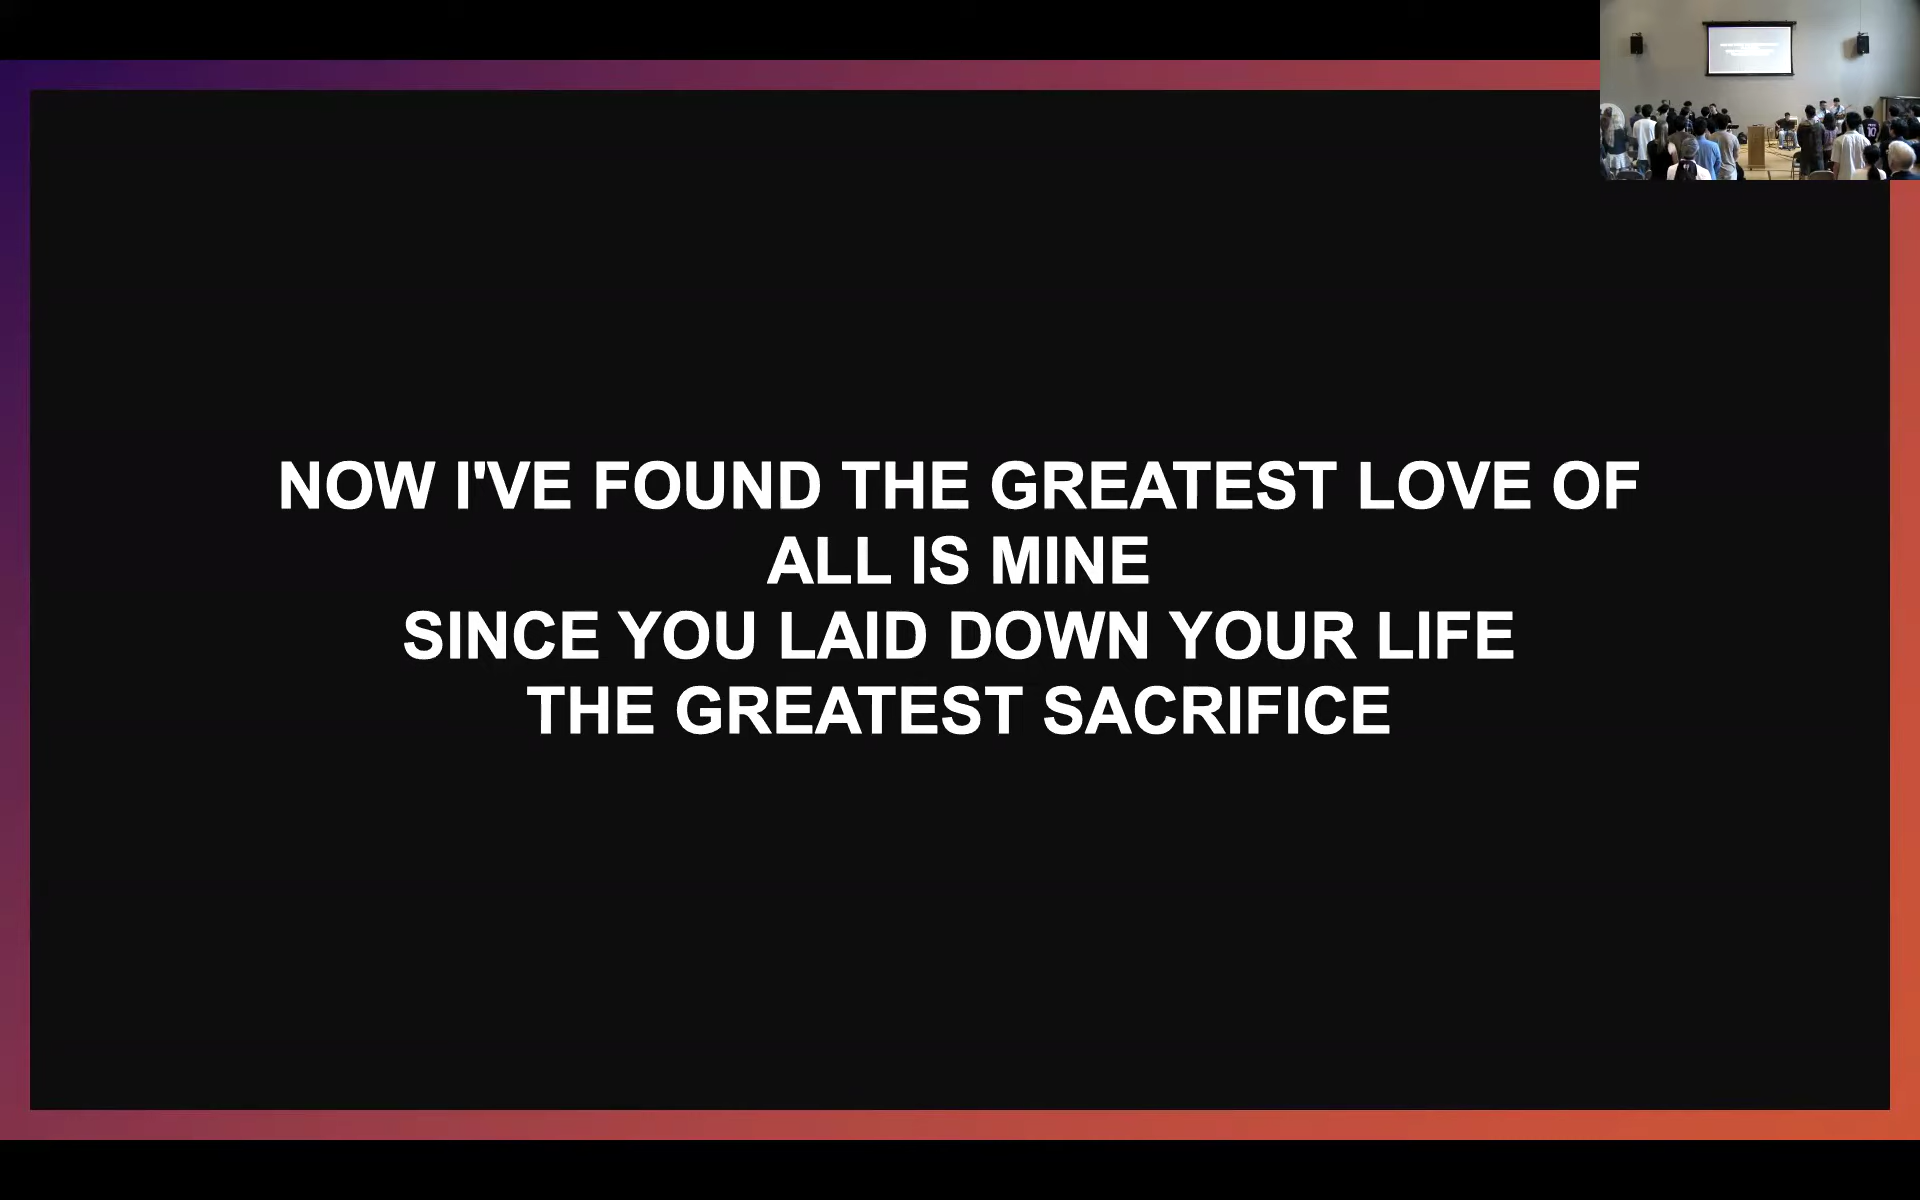 NOW I'VE FOUND THE GREATEST LOVE OF
ALL IS MINE
SINCE YOU LAID DOWN YOUR LIFE
THE GREATEST SACRIFICE